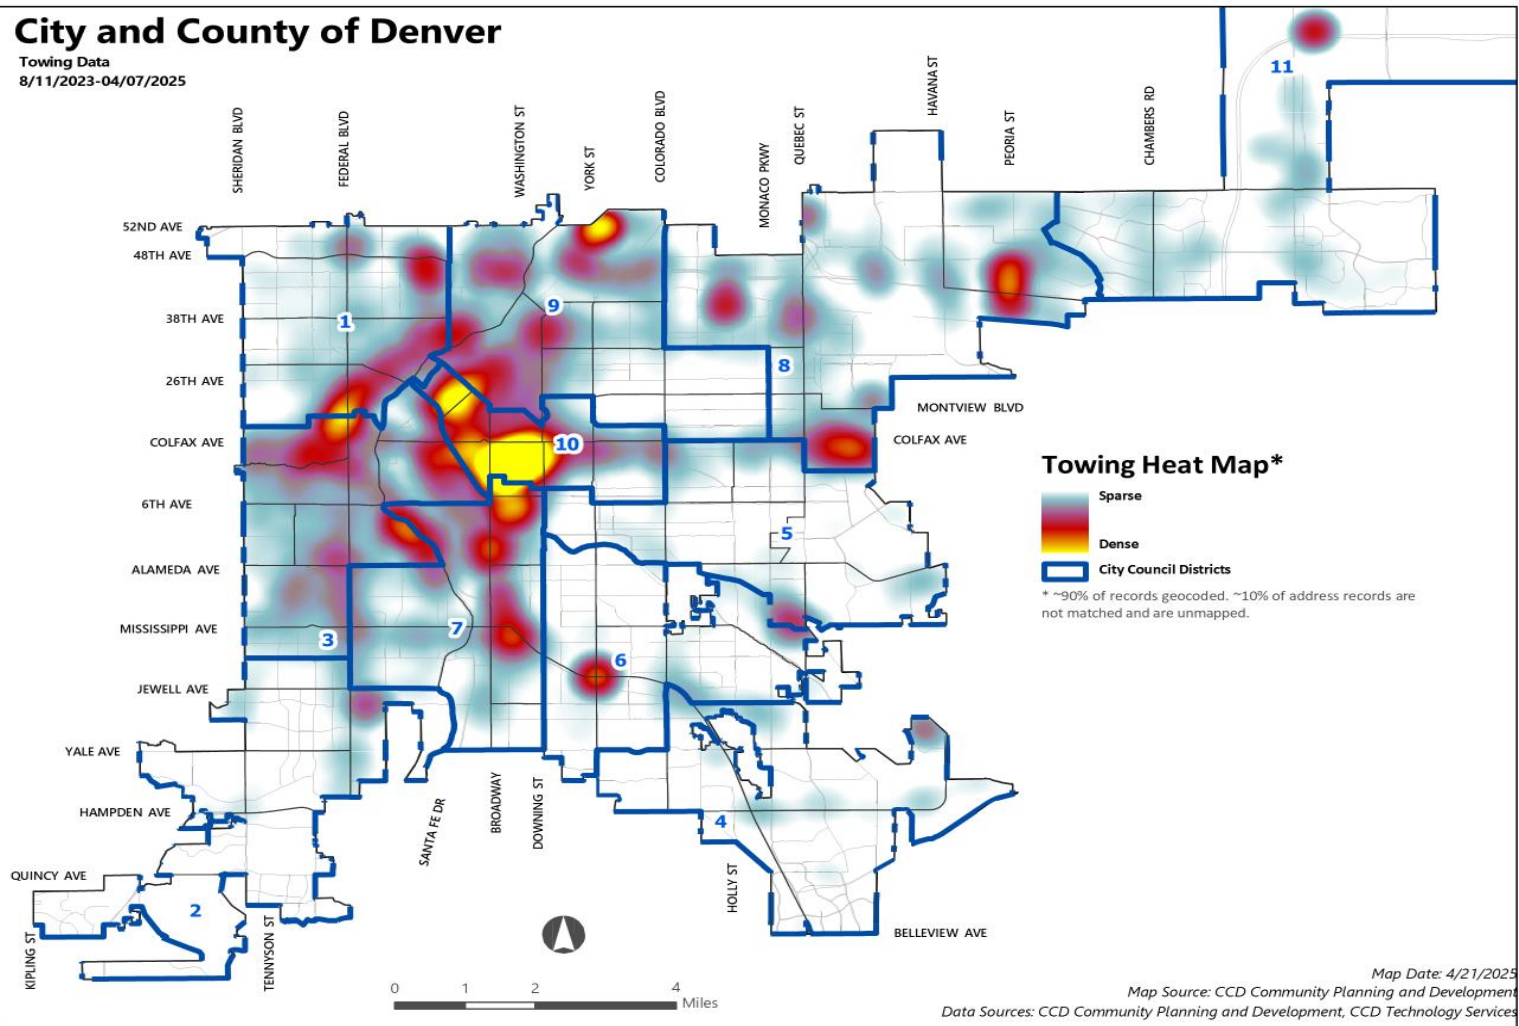 City and County of Denver
Towing Data
8/11/2023-04/07/2025
SHERIDAN BLVD
FEDERAL BLVD
WASHINGTON ST
YORK ST
COLORADO BLVD
MONACO PKWY
QUEBEC ST
HAVANA ST
PEORIA ST
CHAMBERS RD
11
52ND AVE
48TH AVE
38TH AVE
26TH AVE
COLFAX AVE
6TH AVE
ALAMEDA AVE
MISSISSIPPI AVE
JEWELL AVE
YALE AVE
HAMPDEN AVE
QUINCY AVE
1
9
8
10
5
3
7
6
4
2
MONTVIEW BLVD
COLFAX AVE
Towing Heat Map*
Sparse
Dense
City Council Districts
* ~90% of records geocoded. ~10% of address records are
not matched and are unmapped.
SANTA FE DR
BROADWAY
DOWNING ST
HOLLY ST
KIPLING ST
TENNYSON ST
BELLEVIEW AVE
0 1 2 4
Miles
Map Date: 4/21/2025
Map Source: CCD Community Planning and Development
Data Sources: CCD Community Planning and Development, CCD Technology Services